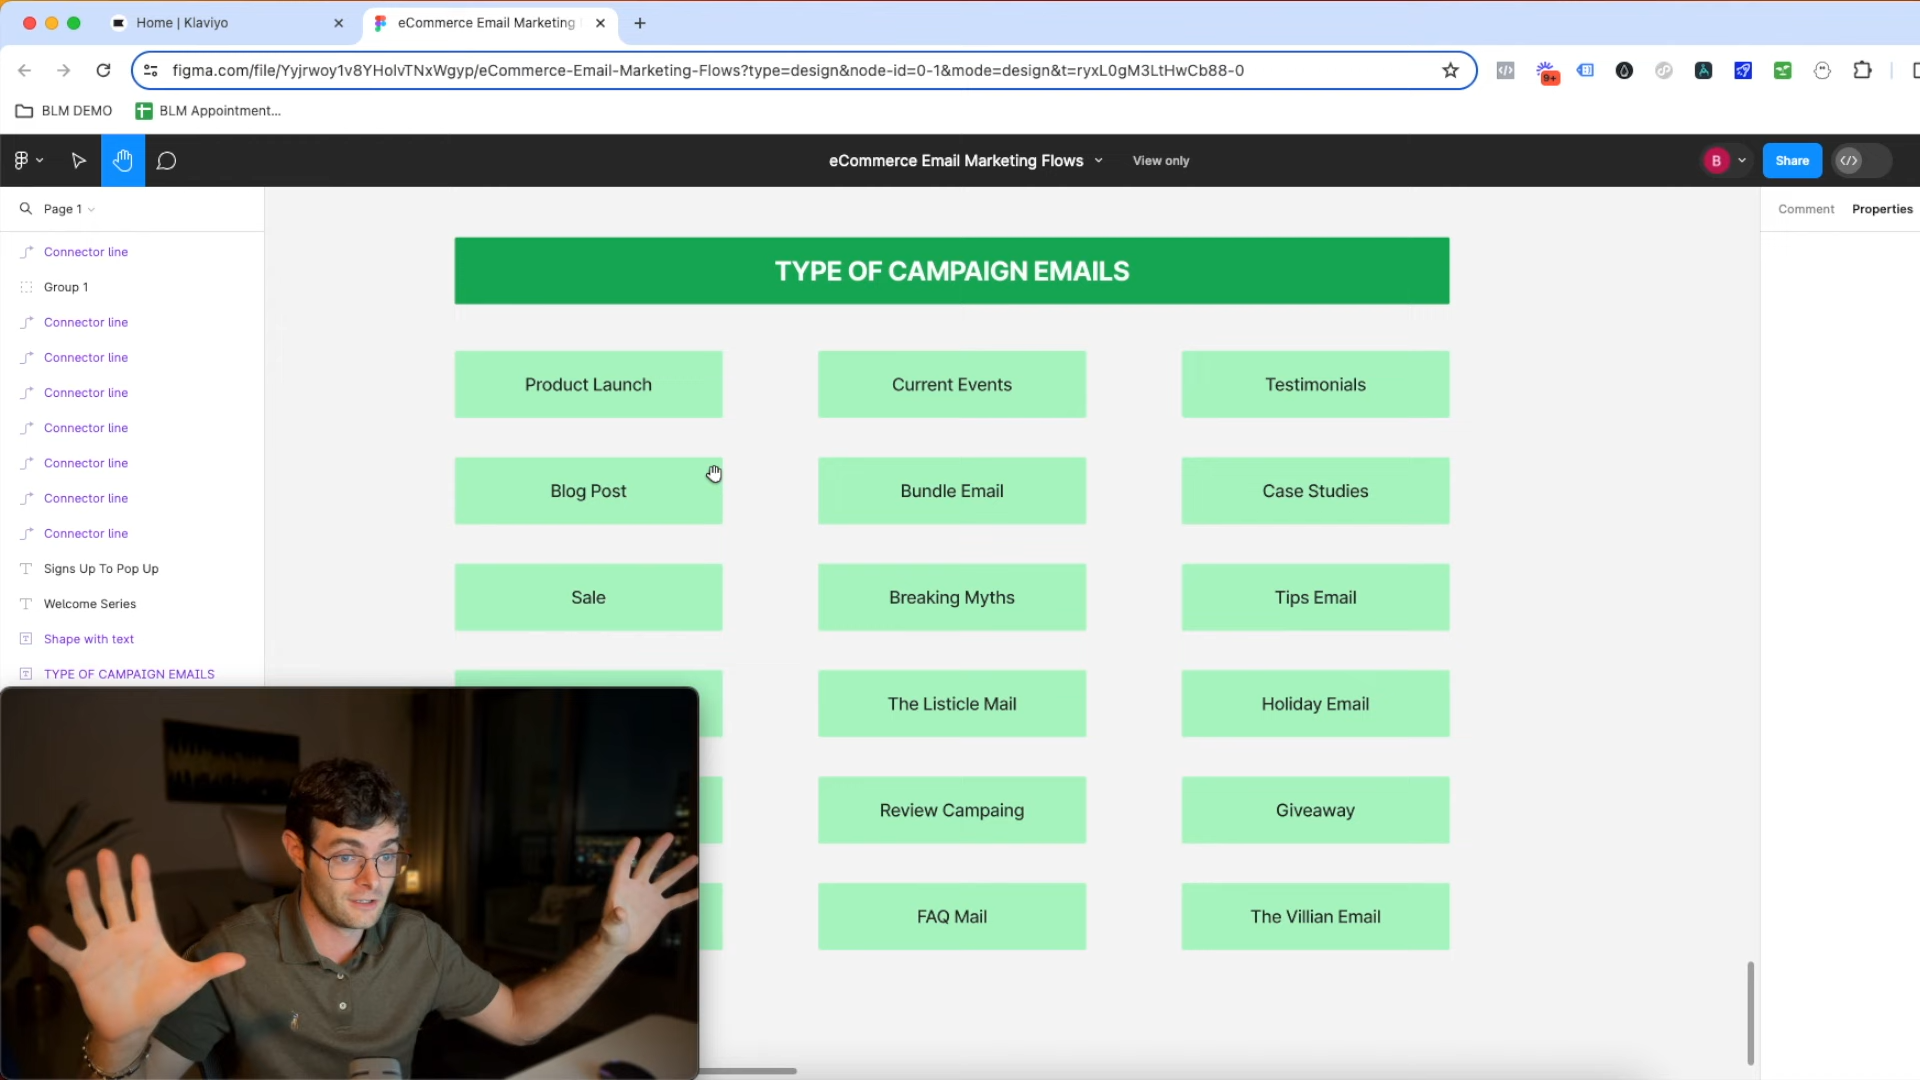 Home | Klaviyo
eCommerce Email Marketing
figma.com/file/Yyjrwoy1v8YHolvTNxWgyp/eCommerce-Email-Marketing-Flows?type=design&node-id=0-1&mode=design&t=ryxL0gM3LtHwCb88-0
9+
BLM DEMO
BLM Appointment...
eCommerce Email Marketing Flows
View only
B
Share
Page 1
Comment
Properties
Connector line
Group 1
Connector line
Connector line
Connector line
Connector line
Connector line
Connector line
Connector line
Signs Up To Pop Up
Welcome Series
Shape with text
TYPE OF CAMPAIGN EMAILS
TYPE OF CAMPAIGN EMAILS
Product Launch
Current Events
Testimonials
Blog Post
Bundle Email
Case Studies
Sale
Breaking Myths
Tips Email
The Listicle Mail
Holiday Email
Review Campaing
Giveaway
FAQ Mail
The Villian Email